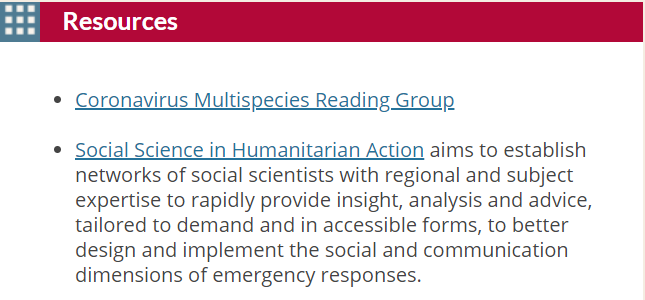 Resources
Coronavirus Multispecies Reading Group
Social Science in Humanitarian Action aims to establish
networks of social scientists with regional and subject
expertise to rapidly provide insight, analysis and advice,
tailored to demand and in accessible forms, to better
design and implement the social and communication
dimensions of emergency responses.